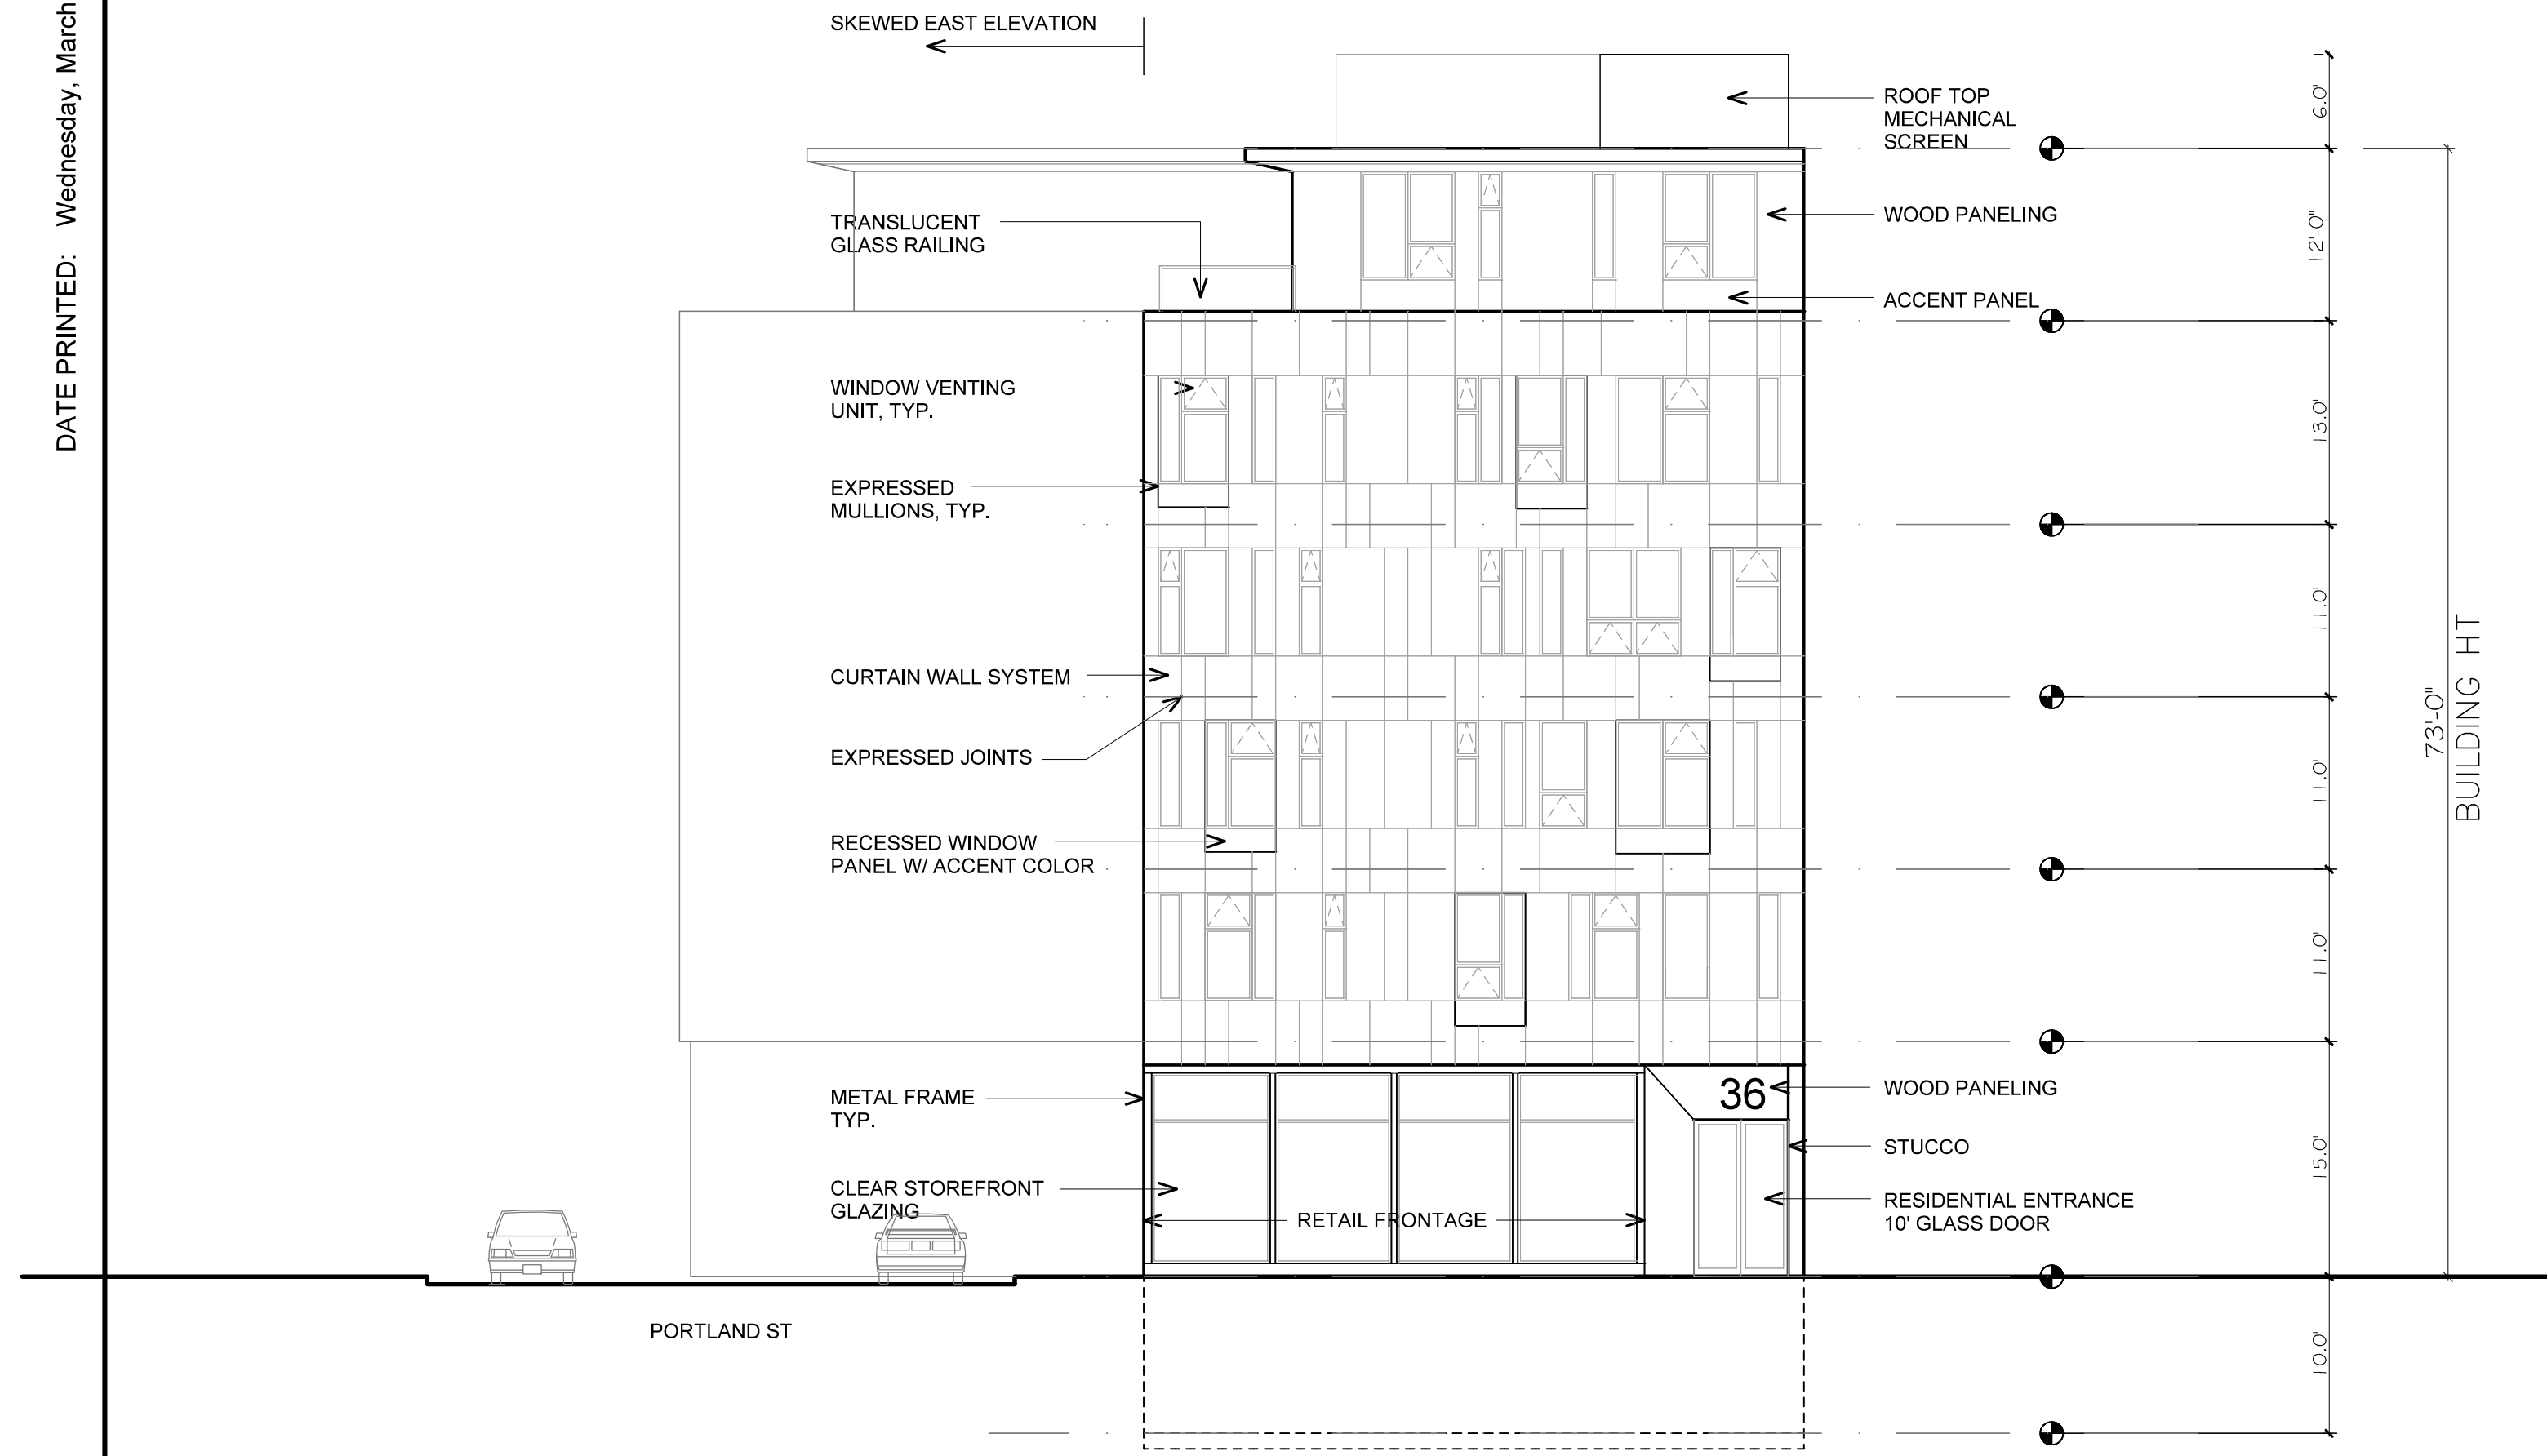 DATE PRINTED: Wednesday, March
SKEWED EAST ELEVATION
TRANSLUCENT
GLASS RAILING
WINDOW VENTING
UNIT, TYP.
EXPRESSED
MULLIONS, TYP.
CURTAIN WALL SYSTEM
EXPRESSED JOINTS
RECESSED WINDOW
PANEL W/ ACCENT COLOR
METAL FRAME
TYP.
CLEAR STOREFRONT
GLAZING
RETAIL FRONTAGE
36
PORTLAND ST
ROOF TOP
MECHANICAL
SCREEN
WOOD PANELING
ACCENT PANEL
WOOD PANELING
STUCCO
RESIDENTIAL ENTRANCE
10' GLASS DOOR
6.0'
12'-0"
13.0'
11.0'
11.0'
11.0'
15.0'
10.0'
73'-0"
BUILDING HT